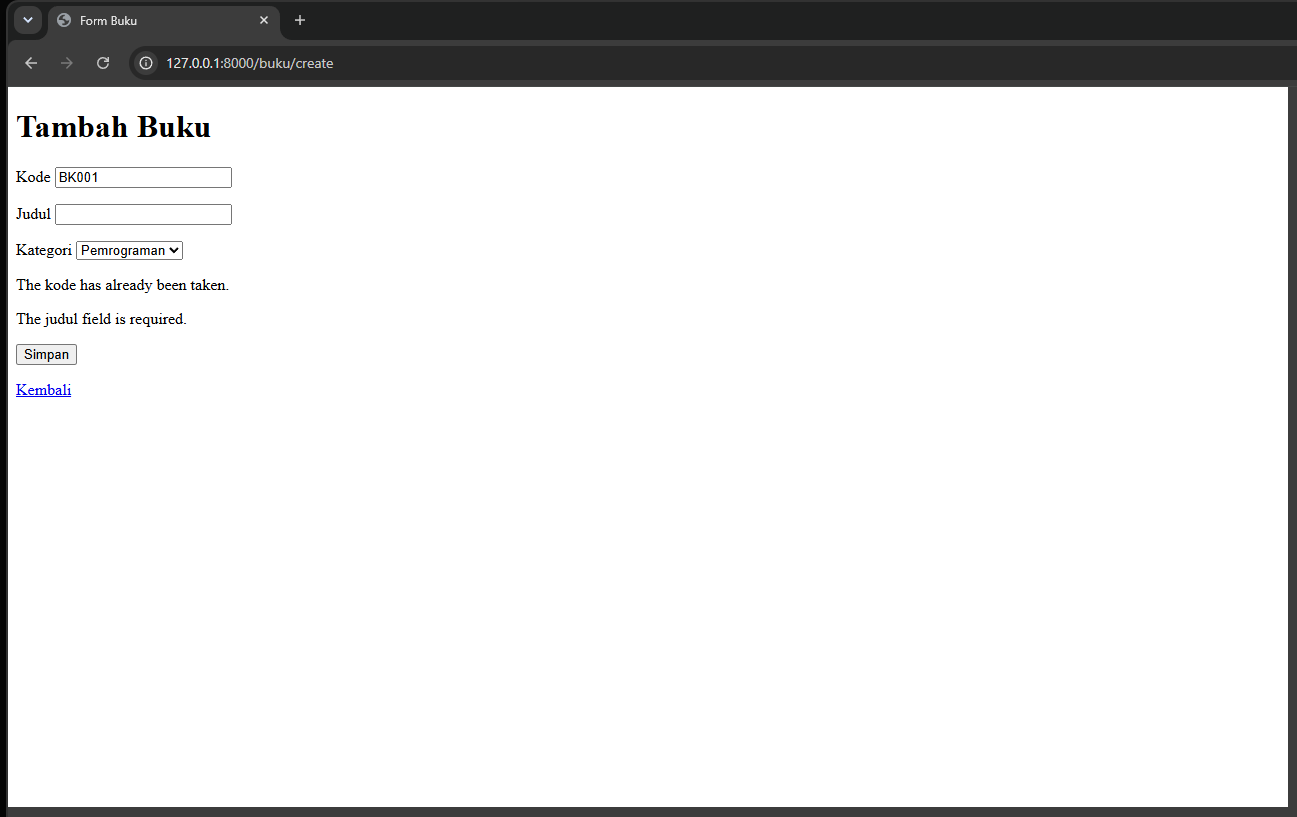 Form Buku
127.0.0.1:8000/buku/create
Tambah Buku
Kode BK001
Judul
Kategori Pemrograman
The kode has already been taken.
The judul field is required.
Simpan
Kembali